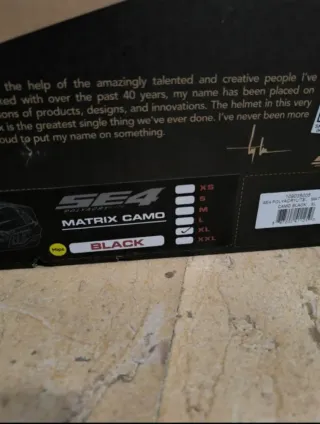 the help of the amazingly talented and creative people I've
ked with over the past 40 years, my name has been placed on
ons of products, designs, and innovations. The helmet in this very
x is the greatest single thing we've ever done. I've never been more
oud to put my name on something.
SE4
MATRIX CAMO
BLACK
XS
S
M
L
XL
XXL